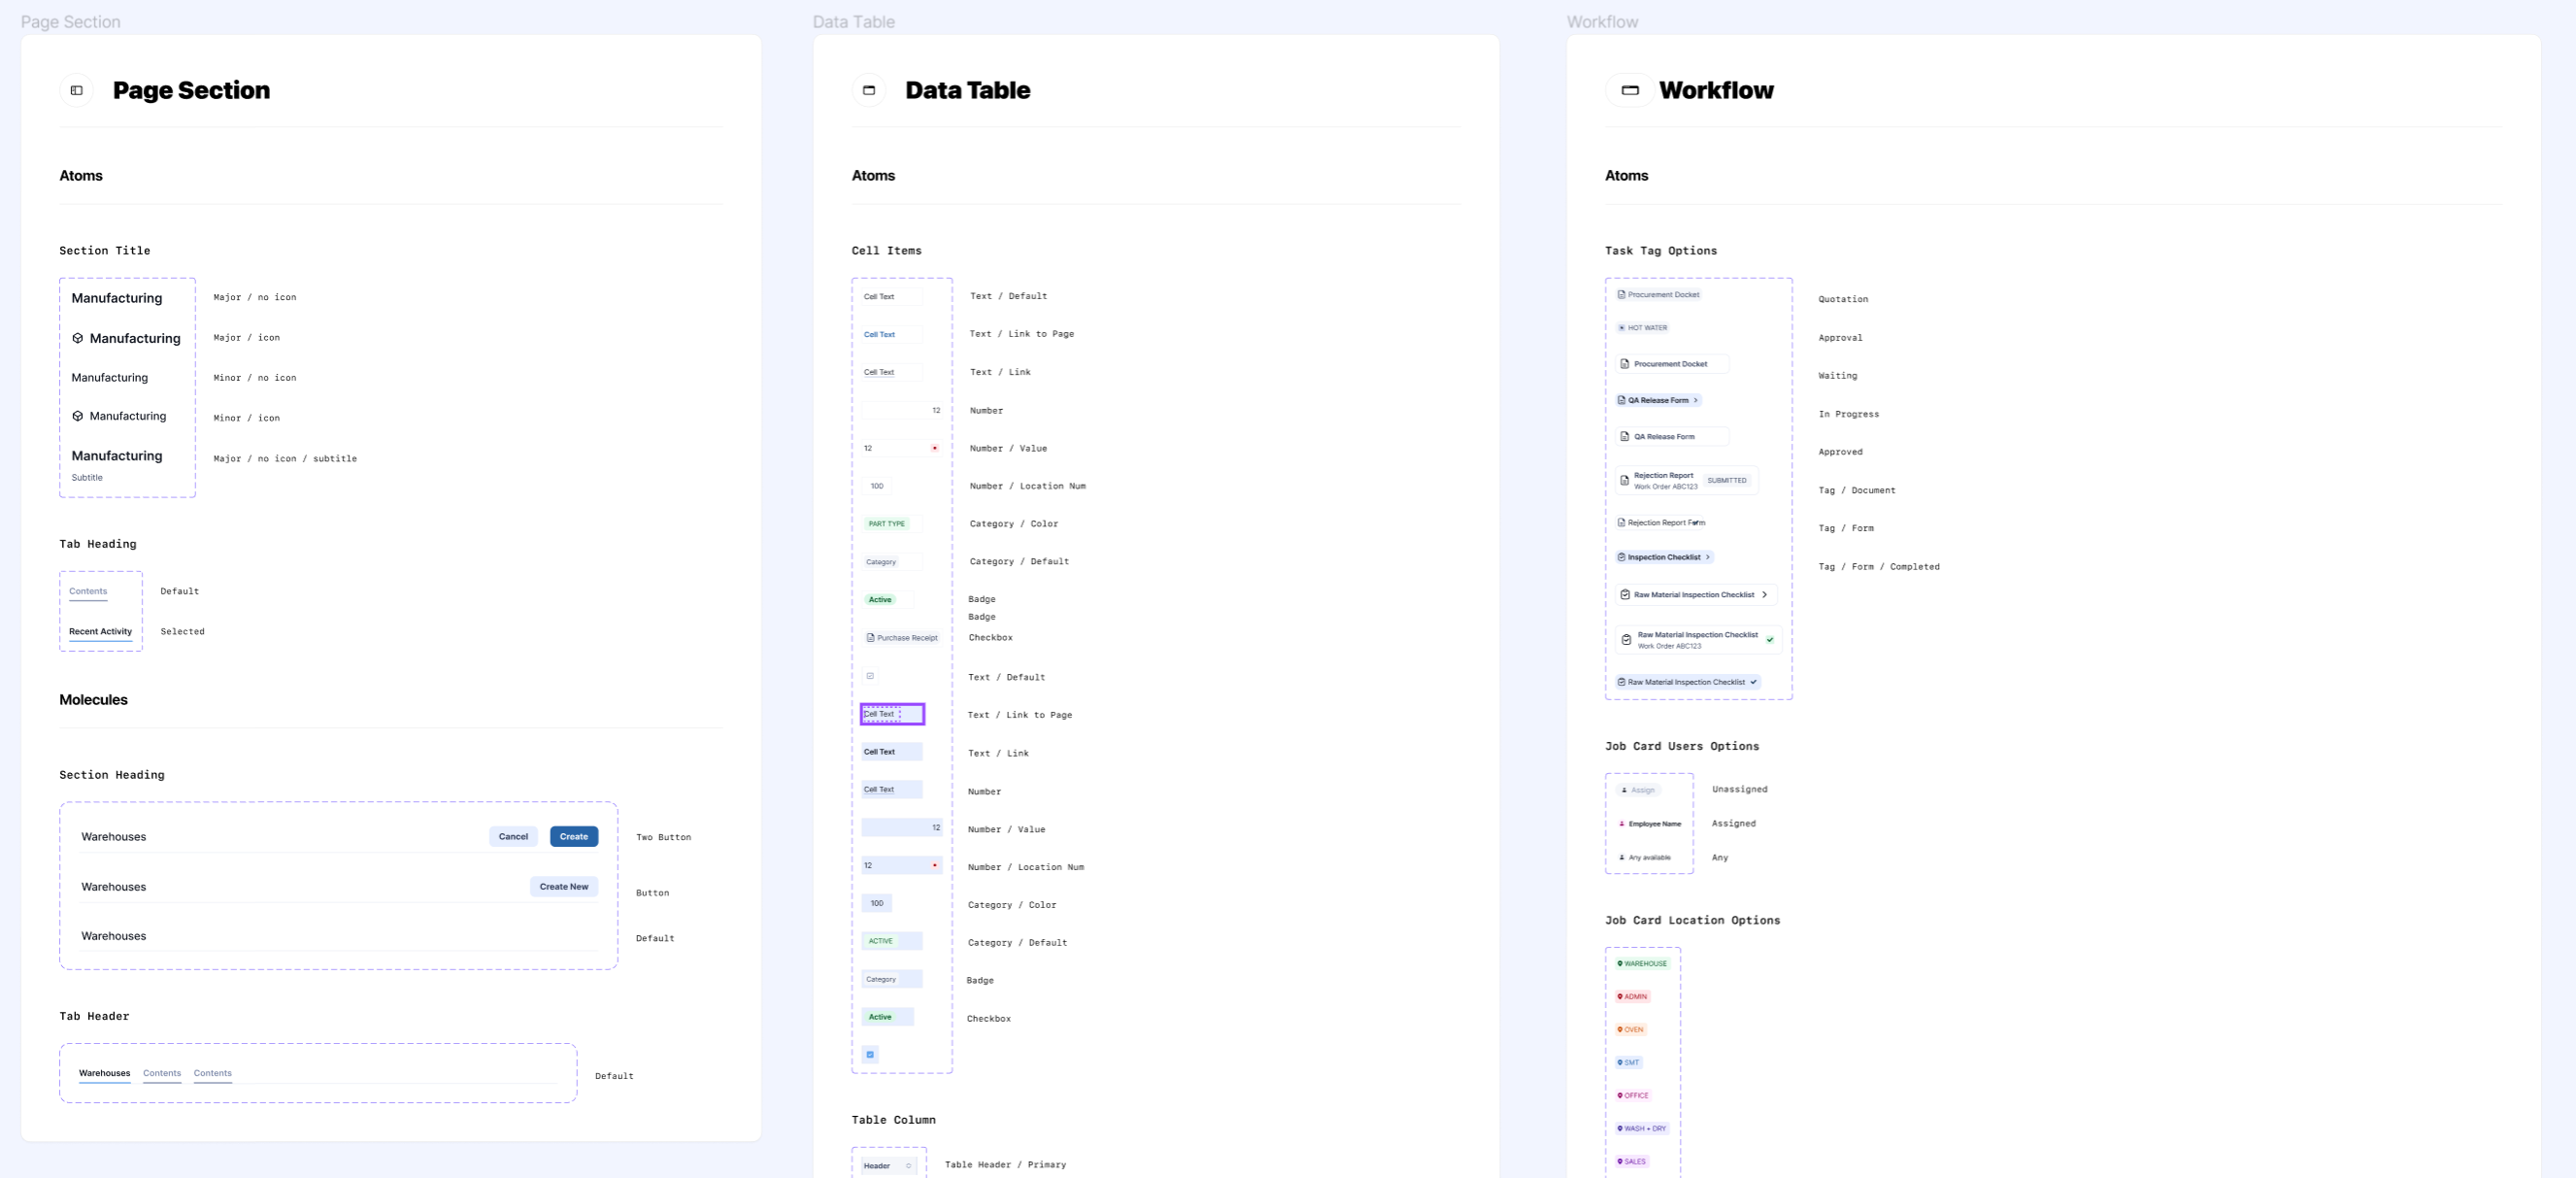 Page Section
Page Section
Atoms
Section Title
Manufacturing
Major / no icon
Manufacturing
Major / icon
Manufacturing
Minor / no icon
Manufacturing
Minor / icon
Manufacturing
Subtitle
Major / no icon / subtitle
Tab Heading
Contents
Default
Recent Activity
Selected
Molecules
Section Heading
Warehouses
Cancel
Create
Two Button
Warehouses
Create New
Button
Warehouses
Default
Tab Header
Warehouses
Contents
Contents
Default
Data Table
Data Table
Atoms
Cell Items
Cell Text
Text / Default
Cell Text
Text / Link to Page
Cell Text
Text / Link
12
Number
12
Number / Value
100
Number / Location Num
PART TYPE
Category / Color
Category
Category / Default
Active
Badge
Badge
Purchase Receipt
Checkbox
Text / Default
Cell Text
Text / Link to Page
Cell Text
Text / Link
Cell Text
Number
12
Number / Value
12
Number / Location Num
100
Category / Color
ACTIVE
Category / Default
Category
Badge
Active
Checkbox
Table Column
Header
Table Header / Primary
Workflow
Workflow
Atoms
Task Tag Options
Procurement Docket
HOT WATER
Procurement Docket
QA Release Form
QA Release Form
Rejection Report
Work Order ABC123
SUBMITTED
Rejection Report Form
Inspection Checklist
Raw Material Inspection Checklist
Raw Material Inspection Checklist
Work Order ABC123
Raw Material Inspection Checklist
Quotation
Approval
Waiting
In Progress
Approved
Tag / Document
Tag / Form
Tag / Form / Completed
Job Card Users Options
Assign
Unassigned
Employee Name
Assigned
Any available
Any
Job Card Location Options
WAREHOUSE
ADMIN
OVEN
SMT
OFFICE
WASH + DRY
SALES